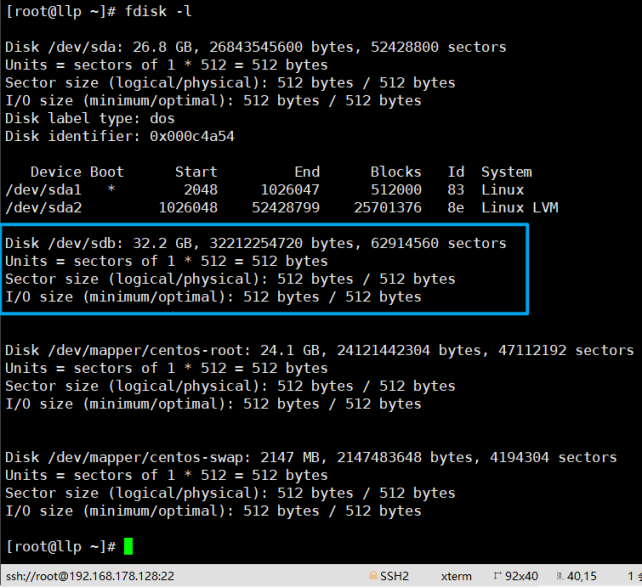 [root@llp ~]# fdisk -l
Disk /dev/sda: 26.8 GB, 26843545600 bytes, 52428800 sectors
Units = sectors of 1 * 512 = 512 bytes
Sector size (logical/physical): 512 bytes / 512 bytes
I/O size (minimum/optimal): 512 bytes / 512 bytes
Disk label type: dos
Disk identifier: 0x000c4a54
Device Boot Start End Blocks Id System
/dev/sda1 * 2048 1026047 512000 83 Linux
/dev/sda2 1026048 52428799 25701376 8e Linux LVM
Disk /dev/sdb: 32.2 GB, 32212254720 bytes, 62914560 sectors
Units = sectors of 1 * 512 = 512 bytes
Sector size (logical/physical): 512 bytes / 512 bytes
I/O size (minimum/optimal): 512 bytes / 512 bytes
Disk /dev/mapper/centos-root: 24.1 GB, 24121442304 bytes, 47112192 sectors
Units = sectors of 1 * 512 = 512 bytes
Sector size (logical/physical): 512 bytes / 512 bytes
I/O size (minimum/optimal): 512 bytes / 512 bytes
Disk /dev/mapper/centos-swap: 2147 MB, 2147483648 bytes, 4194304 sectors
Units = sectors of 1 * 512 = 512 bytes
Sector size (logical/physical): 512 bytes / 512 bytes
I/O size (minimum/optimal): 512 bytes / 512 bytes
[root@llp ~]#
ssh://root@192.168.178.128:22 SSH2 xterm 92x40 40,15 1